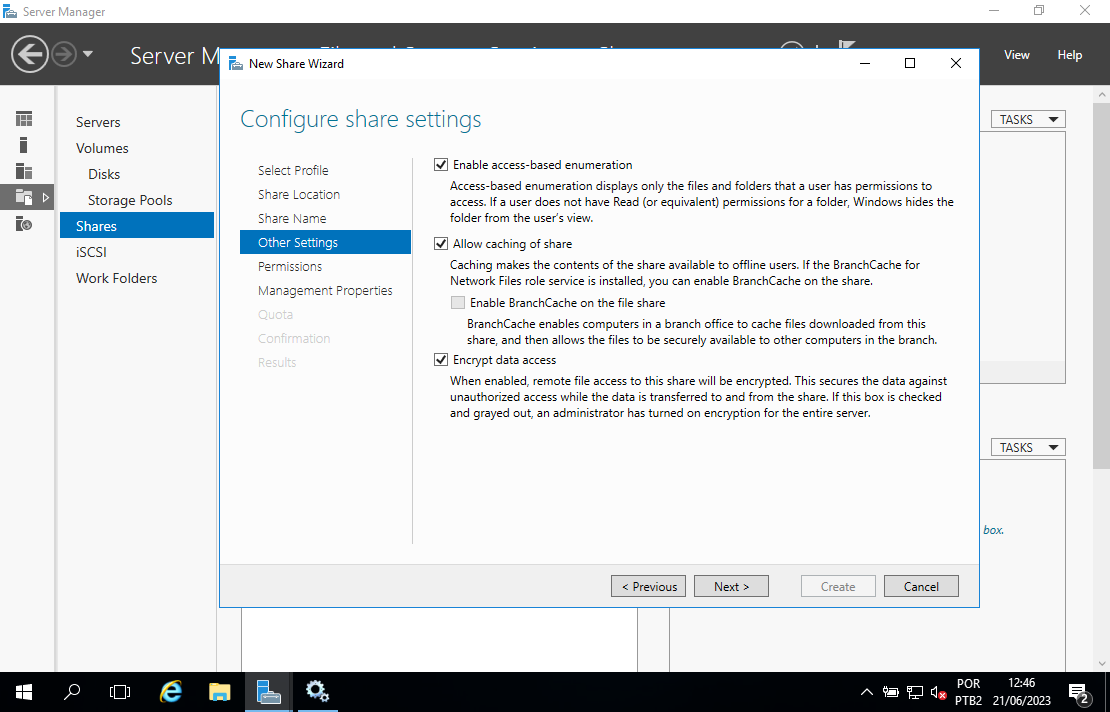 Server Manager
Server M
View
Help
New Share Wizard
Configure share settings
Servers
Volumes
Disks
Storage Pools
Shares
iSCSI
Work Folders
Select Profile
Share Location
Share Name
Other Settings
Permissions
Management Properties
Quota
Confirmation
Results
Enable access-based enumeration
Access-based enumeration displays only the files and folders that a user has permissions to
access. If a user does not have Read (or equivalent) permissions for a folder, Windows hides the
folder from the user's view.
Allow caching of share
Caching makes the contents of the share available to offline users. If the BranchCache for
Network Files role service is installed, you can enable BranchCache on the share.
Enable BranchCache on the file share
BranchCache enables computers in a branch office to cache files downloaded from this
share, and then allows the files to be securely available to other computers in the branch.
Encrypt data access
When enabled, remote file access to this share will be encrypted. This secures the data against
unauthorized access while the data is transferred to and from the share. If this box is checked
and grayed out, an administrator has turned on encryption for the entire server.
TASKS
TASKS
box.
< Previous
Next >
Create
Cancel
POR
PTB2
12:46
21/06/2023
2